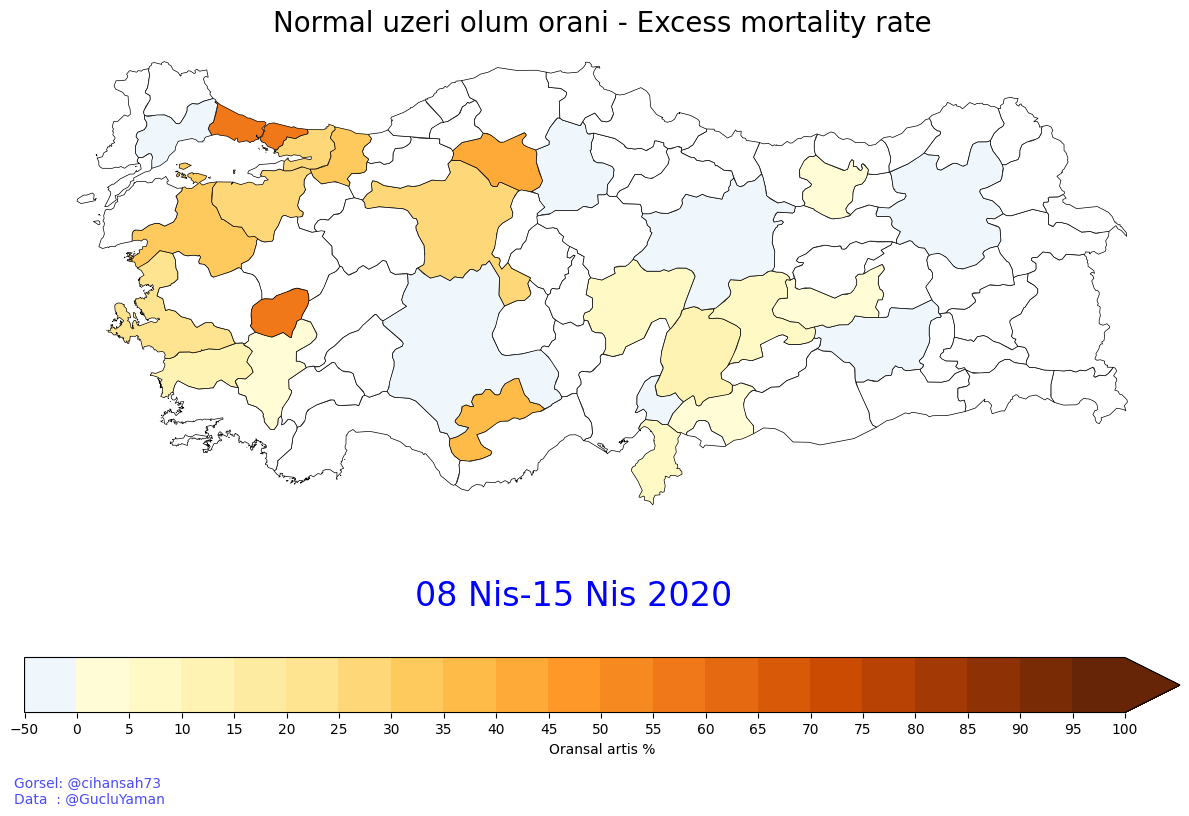 Normal uzeri olum orani - Excess mortality rate
08 Nis-15 Nis 2020
−50 0 5 10 15 20 25 30 35 40 45 50 55 60 65 70 75 80 85 90 95 100
Oransal artis %
Gorsel: @cihansah73
Data  : @GucluYaman